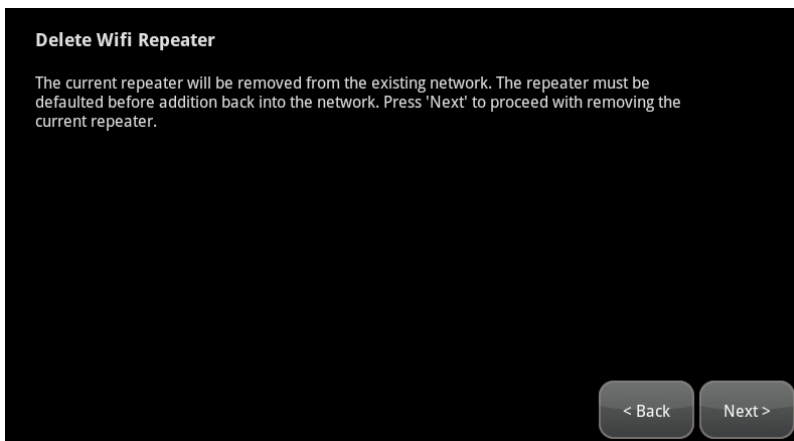 Delete Wifi Repeater
The current repeater will be removed from the existing network. The repeater must be
defaulted before addition back into the network. Press 'Next' to proceed with removing the
current repeater.
< Back
Next >